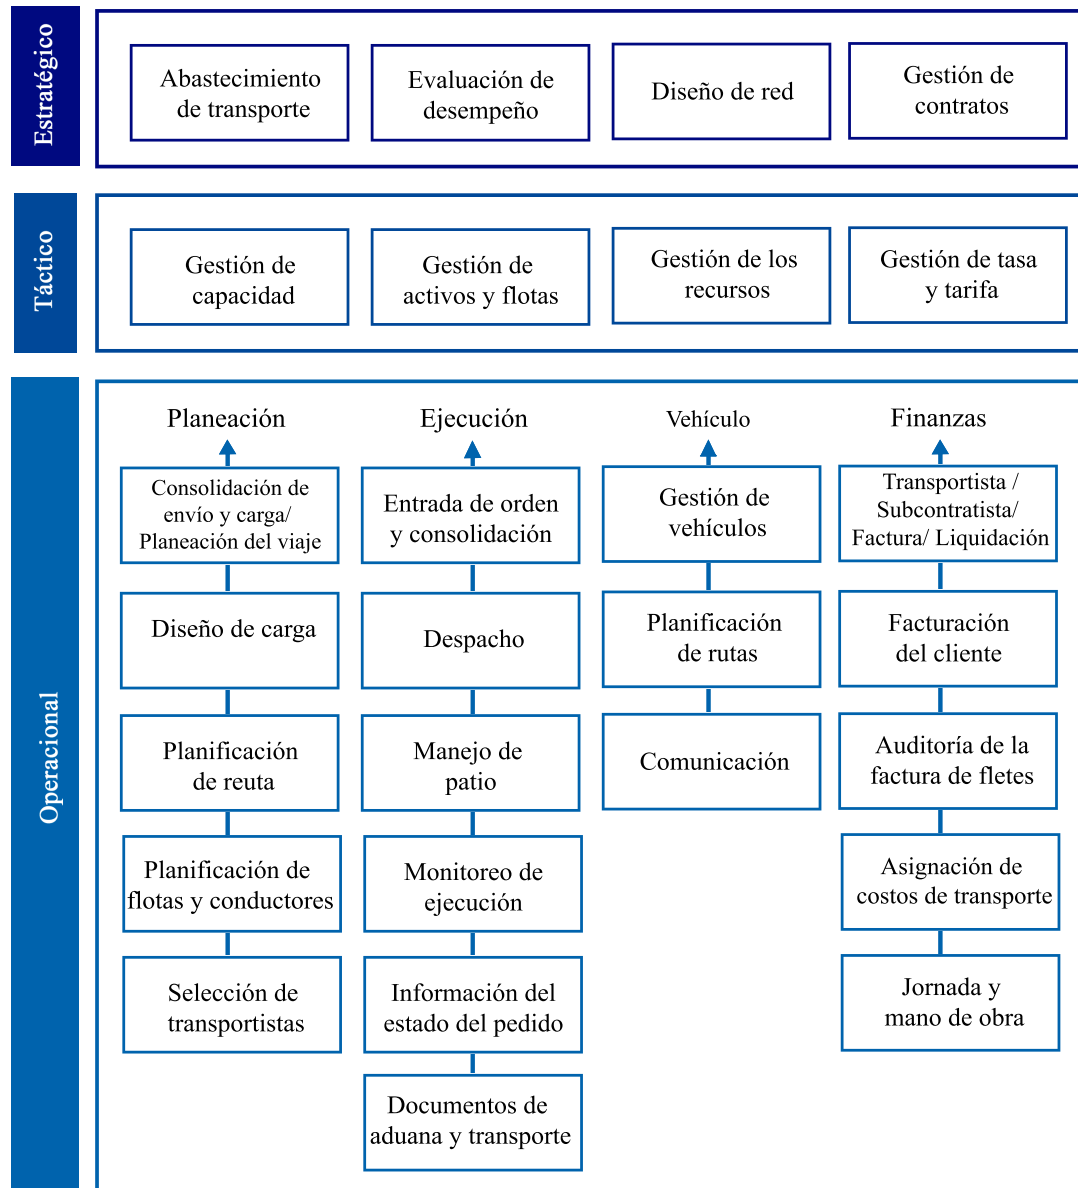 Estratégico
Abastecimiento
de transporte
Evaluación de
desempeño
Diseño de red
Gestión de
contratos
Táctico
Gestión de
capacidad
Gestión de
activos y flotas
Gestión de los
recursos
Gestión de tasa
y tarifa
Operacional
Planeación
Consolidación de
envío y carga/
Planeación del viaje
Diseño de carga
Planificación
de reuta
Planificación de
flotas y conductores
Selección de
transportistas
Ejecución
Entrada de orden
y consolidación
Despacho
Manejo de
patio
Monitoreo de
ejecución
Información del
estado del pedido
Documentos de
aduana y transporte
Vehículo
Gestión de
vehículos
Planificación
de rutas
Comunicación
Finanzas
Transportista /
Subcontratista/
Factura/ Liquidación
Facturación
del cliente
Auditoría de la
factura de fletes
Asignación de
costos de transporte
Jornada y
mano de obra